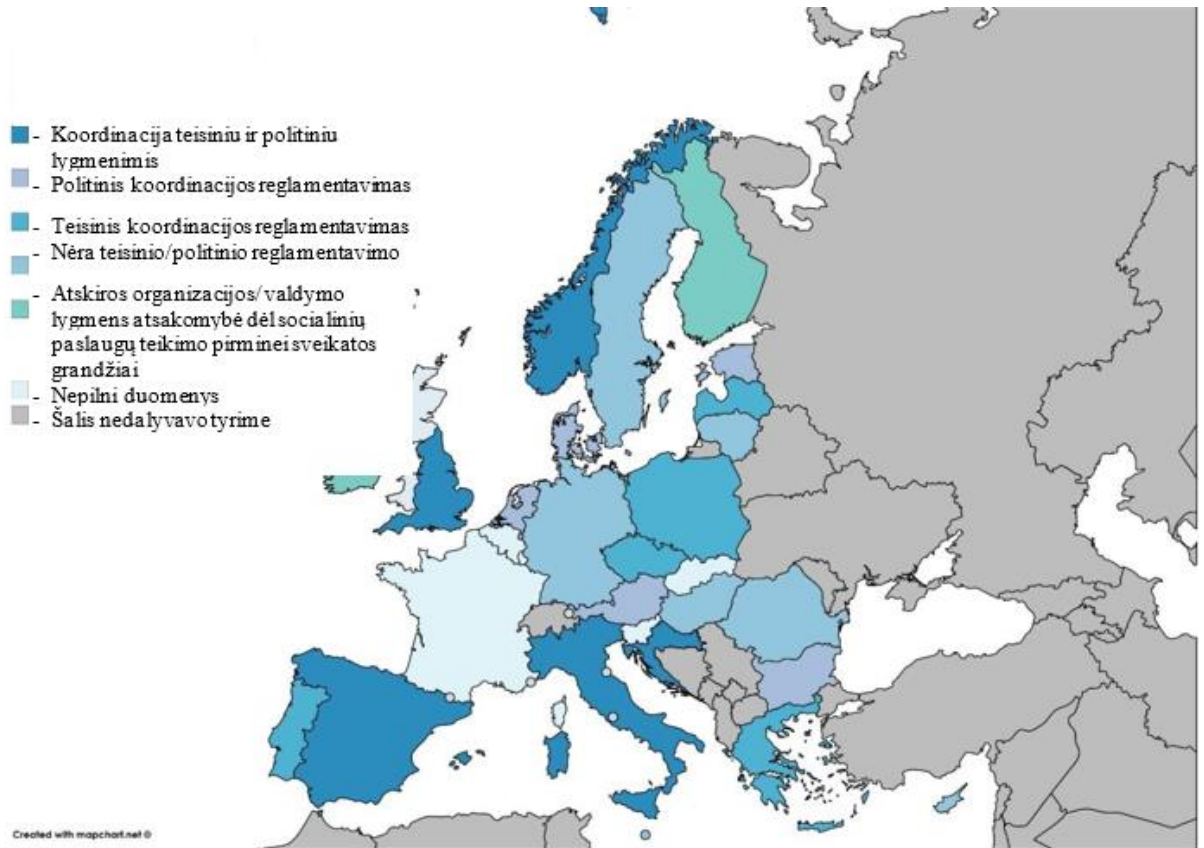 - Koordinacija teisiniu ir politiniu
lygmenimis
- Politinis koordinacijos reglamentavimas
- Teisinis koordinacijos reglamentavimas
- Nėra teisinio/politinio reglamentavimo
- Atskiros organizacijos/ valdymo
lygmens atsakomybė dėl socialinių
paslaugų teikimo pirminei sveikatos
grandžiai
- Nepilni duomenys
- Šalis nedalyvavo tyrime
Created with mapchart.net ©